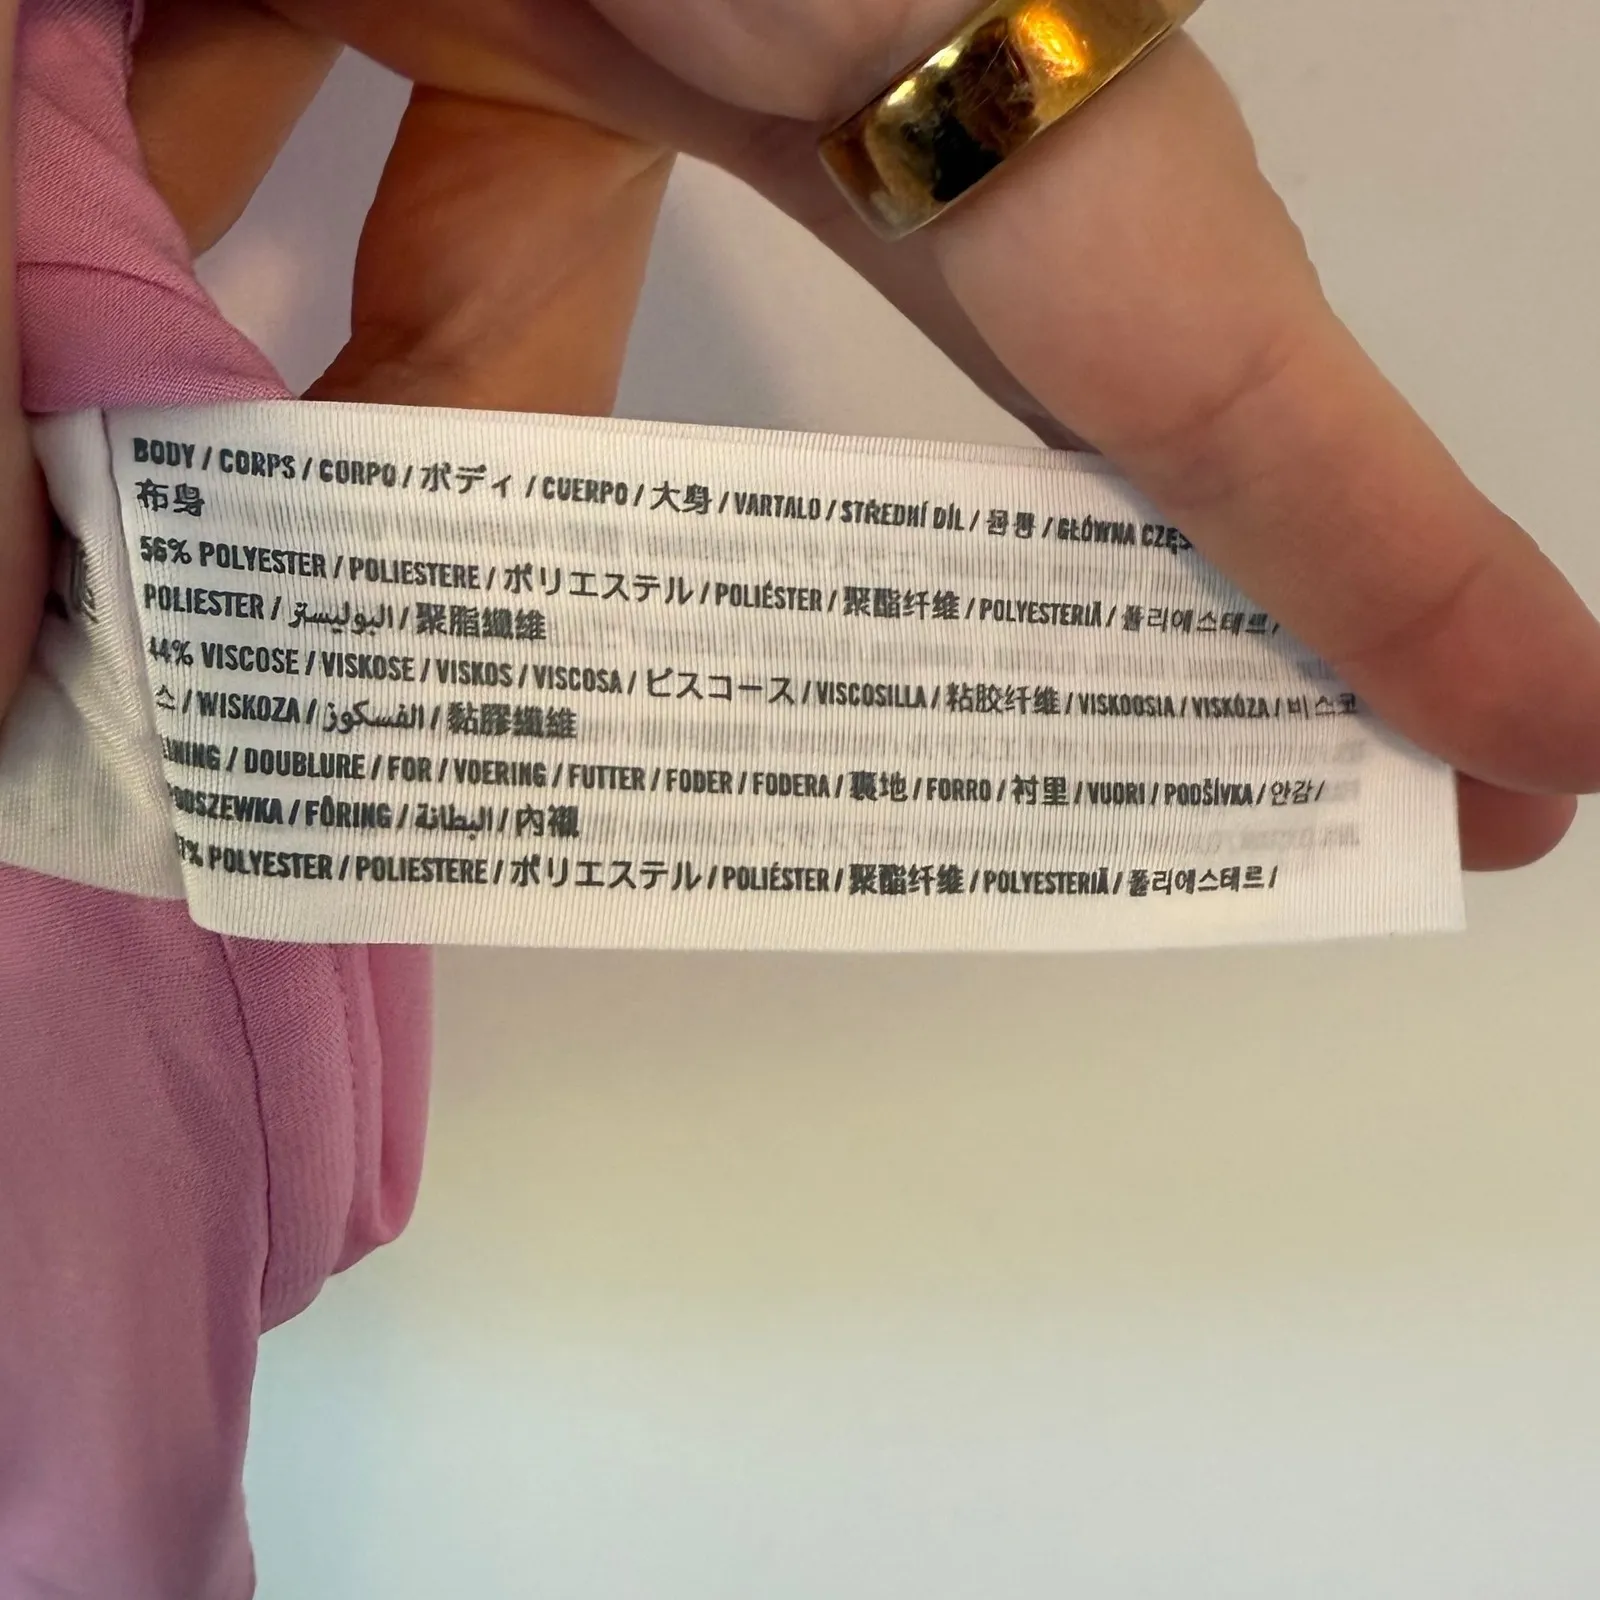 BODY / CORPS / CORPO / ボディ / CUERPO / 大身 / VARTALO / STŘEDNÍ DÍL / 몸통 / GŁÓWNA
布身
56% POLYESTER / POLIESTERE / ポリエステル / POLIÉSTER / 聚酯纤维 / POLYESTERIÄ / 폴리에스테르 /
POLIESTER / البوليستر / 聚脂纖維
44% VISCOSE / VISKOSE / VISKOS / VISCOSA / ビスコース / VISCOSILLA / 粘胶纤维 / VISKOOSIA / VISKÓZA / 비스코
스 / WISKOZA / الفسكوز / 黏膠纖維
/ DOUBLURE / FOR / VOERING / FUTTER / FODER / FODERA / 裏地 / FORRO / 衬里 / VUORI / PODŠÍVKA / 안감 /
PODSZEWKA / FÔRING / البطانة / 內襯
POLYESTER / POLIESTERE / ポリエステル / POLIÉSTER / 聚酯纤维 / POLYESTERIÄ / 폴리에스테르 /